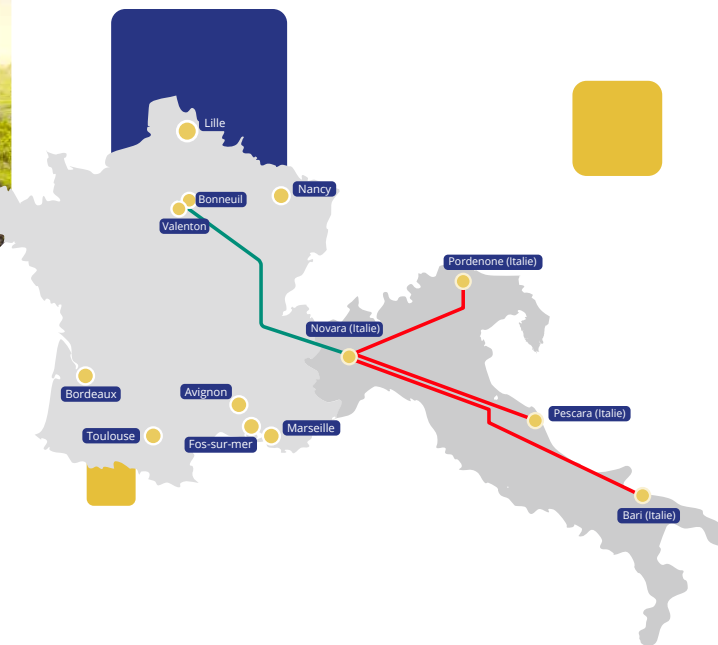 Lille
Nancy
Bonneuil
Valenton
Pordenone (Italie)
Novara (Italie)
Bordeaux
Avignon
Pescara (Italie)
Toulouse
Marseille
Fos-sur-mer
Bari (Italie)